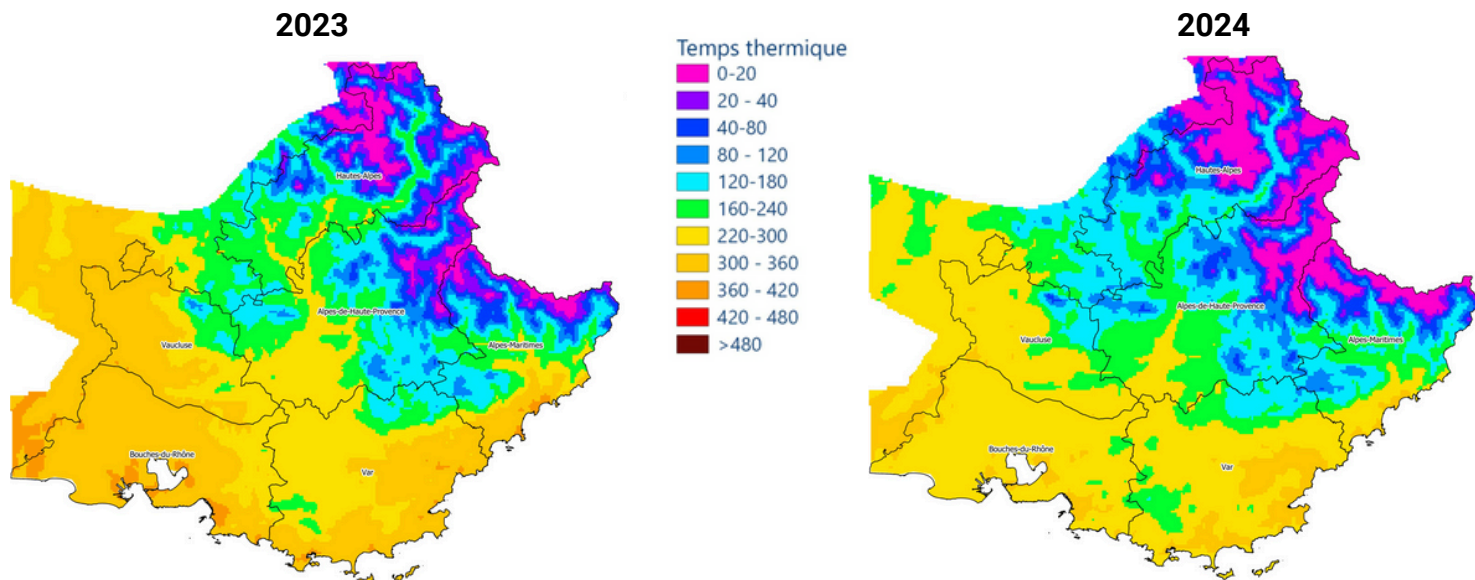 2023
2024
Temps thermique
0-20
20 - 40
40-80
80 - 120
120-180
160-240
220-300
300 - 360
360 - 420
420 - 480
>480
Hautes-Alpes
Alpes-de-Haute-Provence
Vaucluse
Alpes-Maritimes
Bouches-du-Rhône
Var
Hautes-Alpes
Alpes-de-Haute-Provence
Vaucluse
Alpes-Maritimes
Bouches-du-Rhône
Var